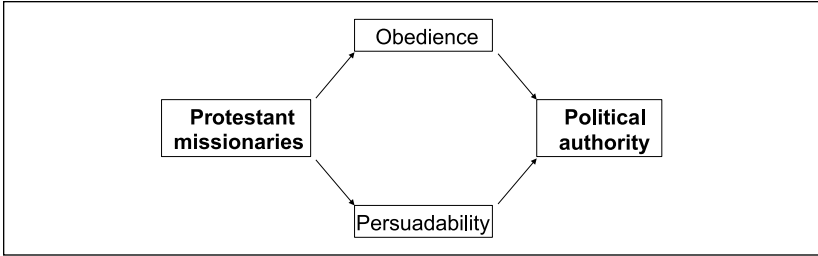 Obedience
Protestant
missionaries
Political
authority
Persuadability